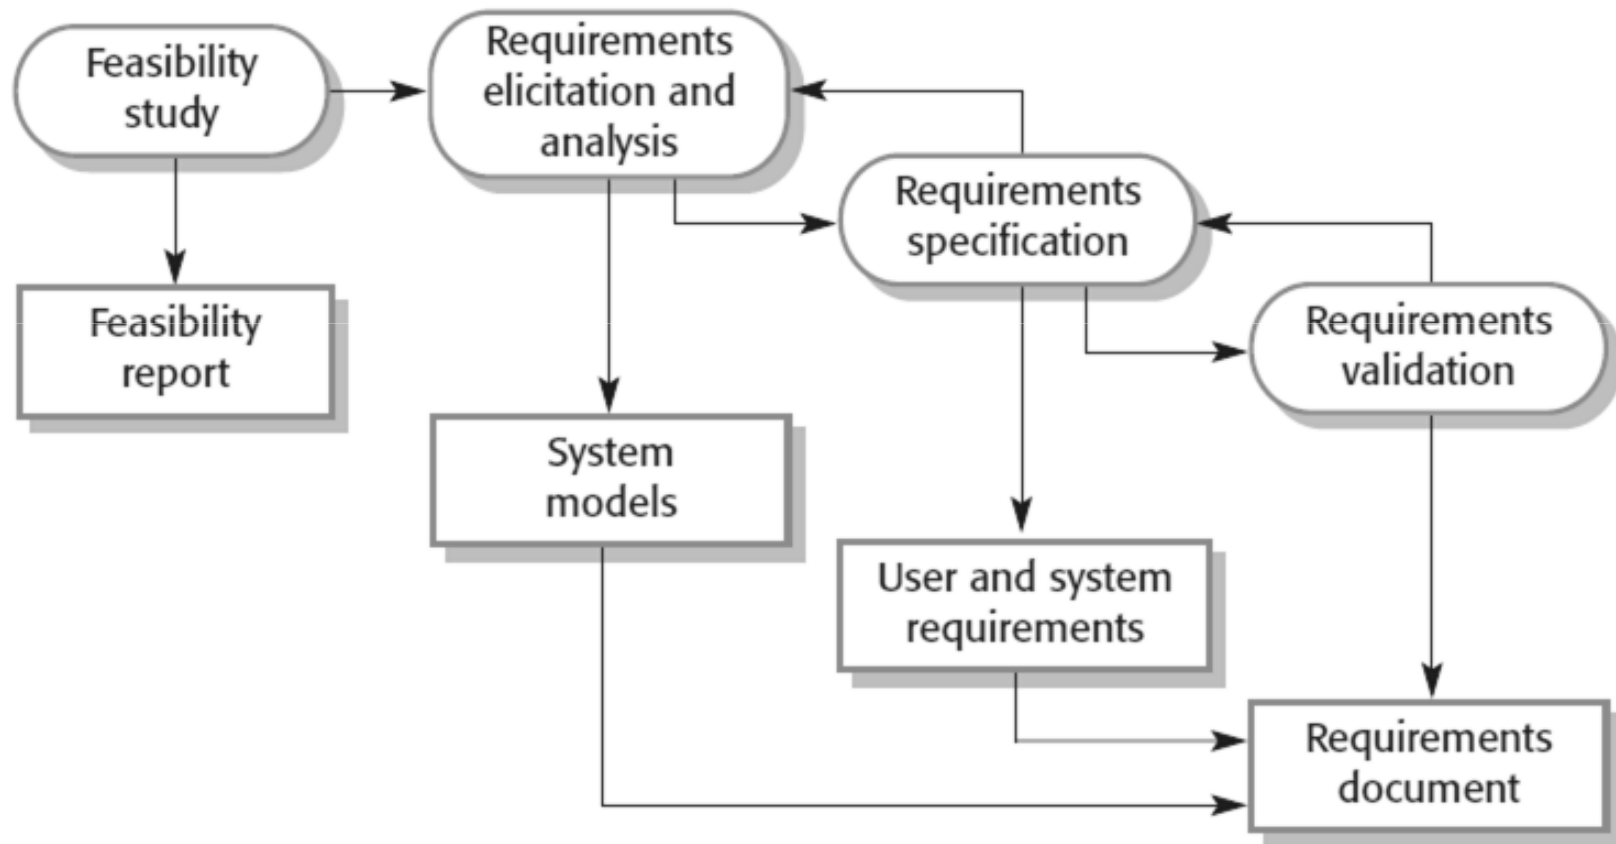 Feasibility
study
Requirements
elicitation and
analysis
Requirements
specification
Requirements
validation
Feasibility
report
System
models
User and system
requirements
Requirements
document